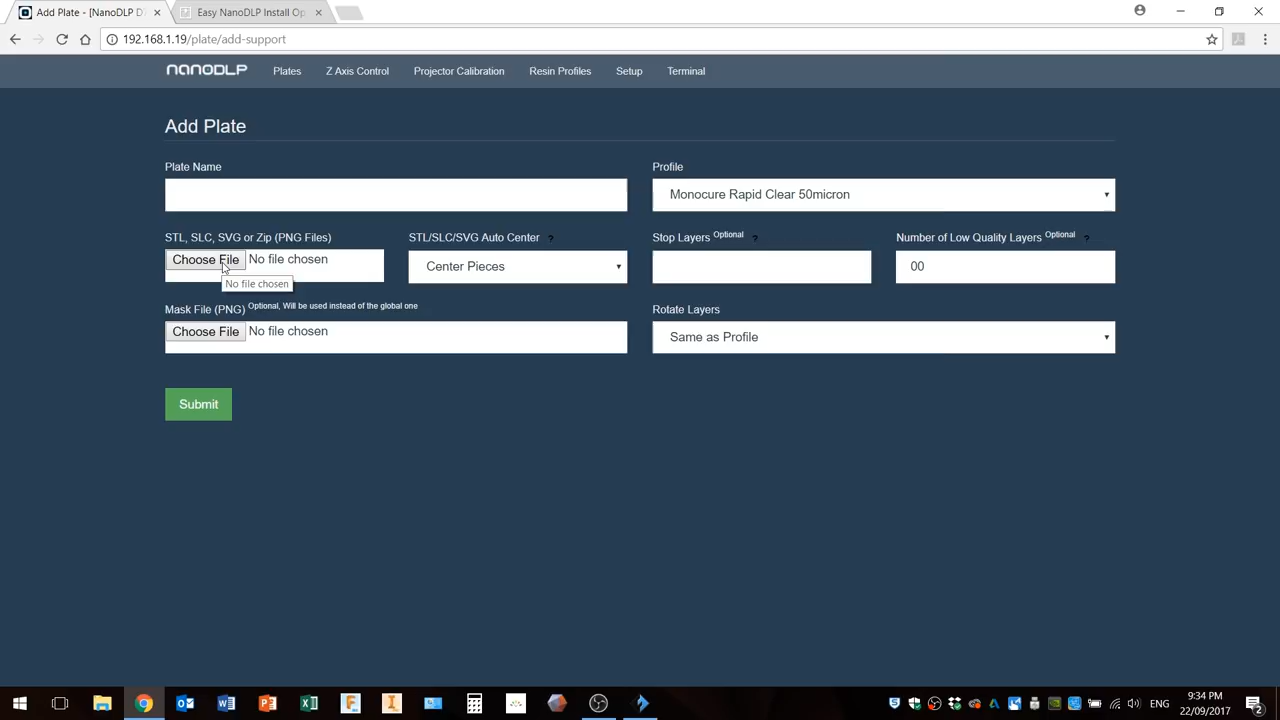 Add Plate - [NanoDLP D
Easy NanoDLP Install Op
192.168.1.19/plate/add-support
nanoDLP Plates Z Axis Control Projector Calibration Resin Profiles Setup Terminal
Add Plate
Plate Name
Profile
Monocure Rapid Clear 50micron
STL, SLC, SVG or Zip (PNG Files)
STL/SLC/SVG Auto Center ?
Stop Layers Optional ?
Number of Low Quality Layers Optional ?
Choose File No file chosen
Center Pieces
00
No file chosen
Mask File (PNG) Optional, Will be used instead of the global one
Rotate Layers
Choose File No file chosen
Same as Profile
Submit
9:34 PM
ENG
22/09/2017
2